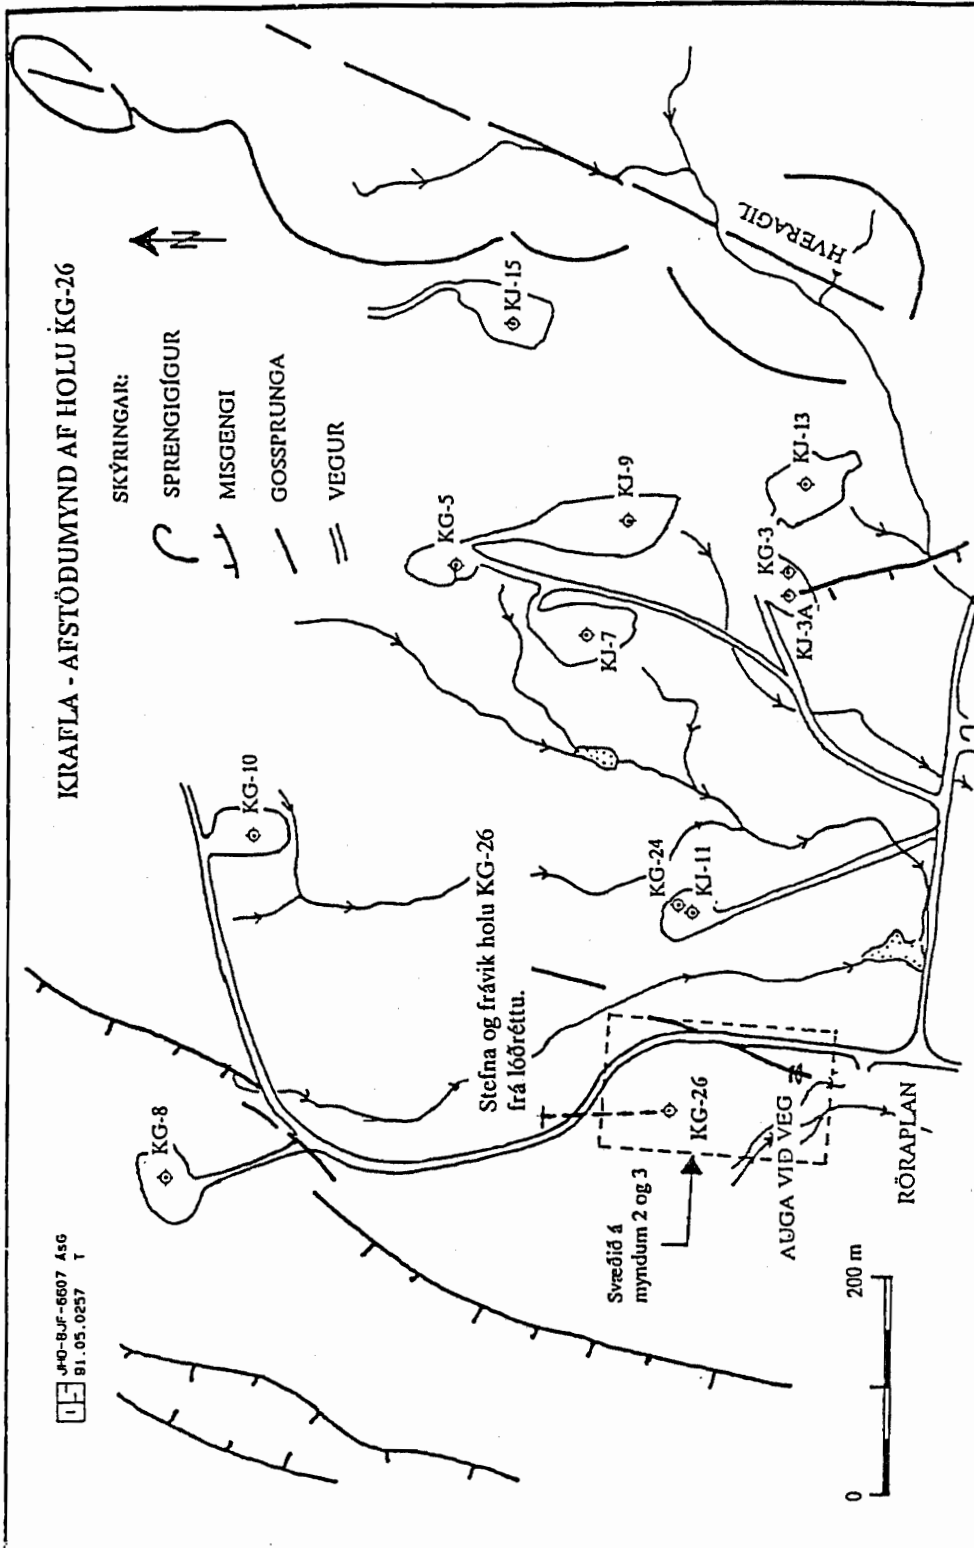 KRAFLA - AFSTÖÐUMYND AF HOLU KG-26
JHD-BJF-6607 ÁsG
91.05.0257 T
SKÝRINGAR:
SPRENGIGÍGUR
MISGENGI
GOSSPRUNGA
VEGUR
N
KG-8
KG-10
KG-5
KJ-15
KJ-9
KJ-7
KG-3
KJ-3A
KJ-13
HVERAGIL
KG-24
KJ-11
Stefna og frávik holu KG-26
frá lóðréttu.
KG-26
Svæðið á
myndum 2 og 3
AUGA VIÐ VEG
RÖRAPLAN
0
200 m